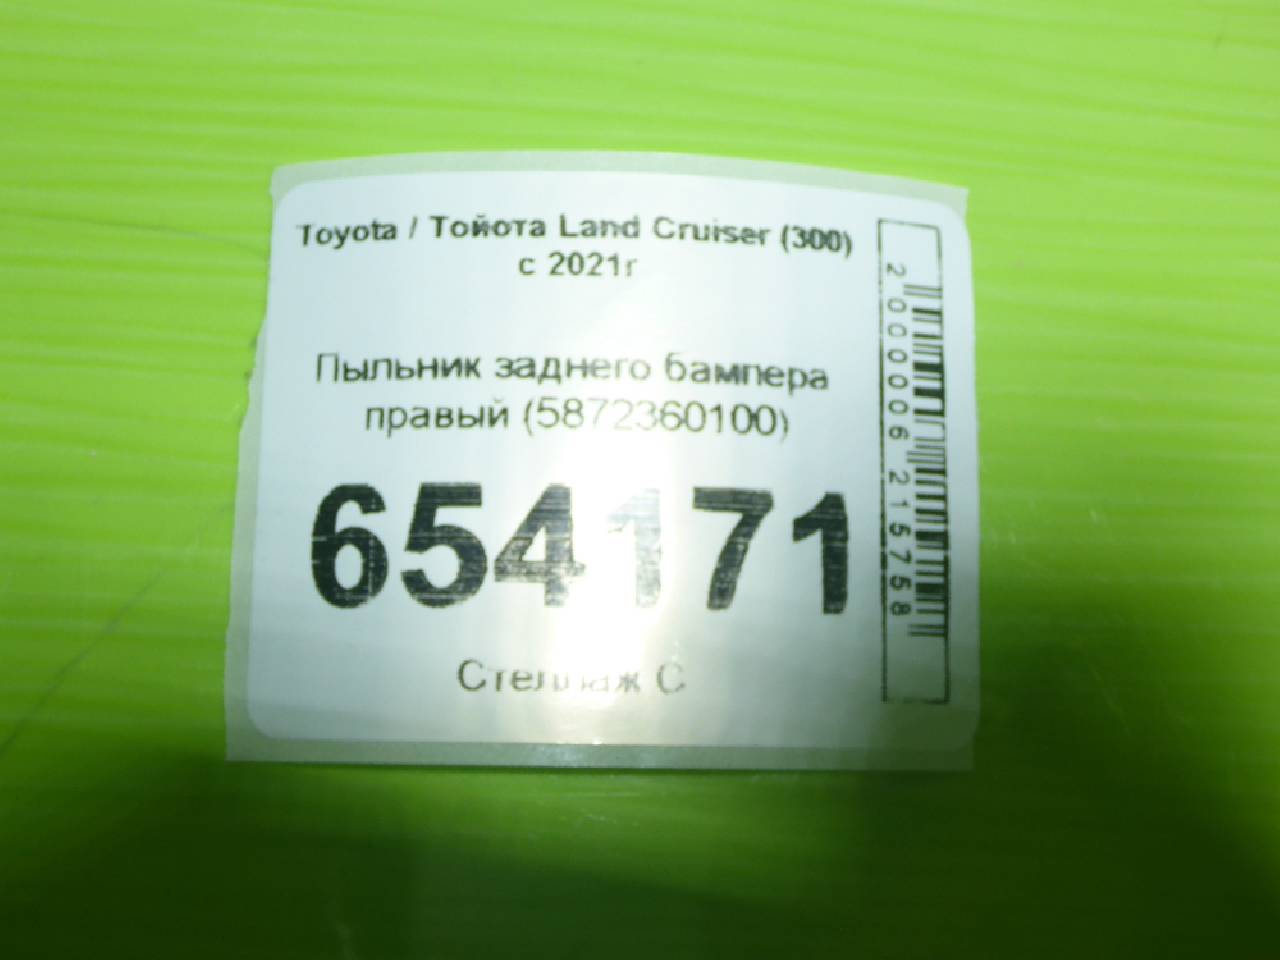 Toyota / Тойота Land Cruiser (300)
с 2021г
Пыльник заднего бампера
правый (5872360100)
654171
Стеллаж С
2000006215758